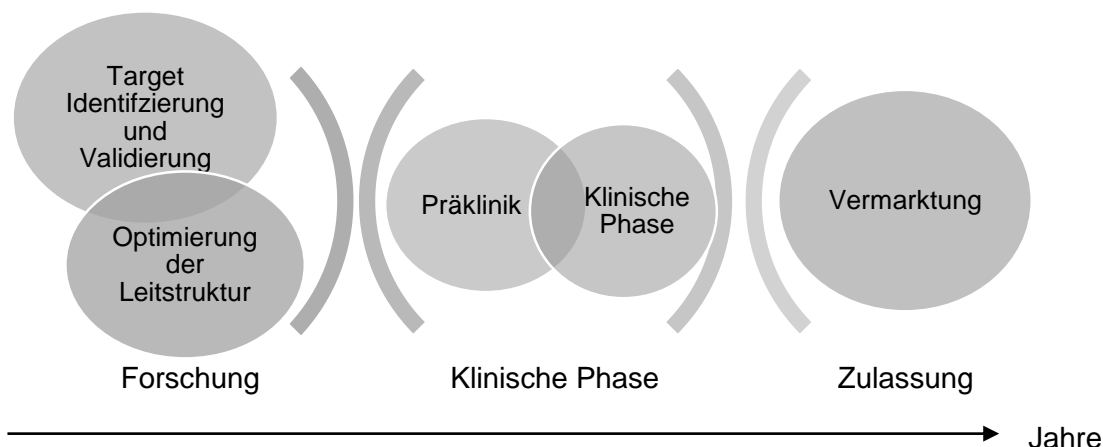 Target
Identifzierung
und
Validierung
Optimierung
der
Leitstruktur
Präklinik
Klinische
Phase
Vermarktung
Forschung
Klinische Phase
Zulassung
Jahre